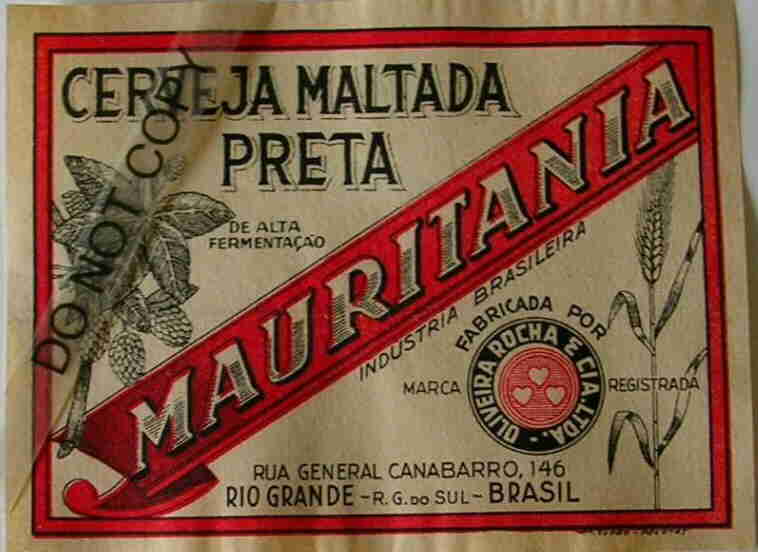 CERVEJA MALTADA
PRETA
DE ALTA
FERMENTAÇÃO
MAURITANIA
INDUSTRIA BRASILEIRA
FABRICADA POR
OLIVEIRA ROCHA & CIA. LTDA.
MARCA REGISTRADA
RUA GENERAL CANABARRO, 146
RIO GRANDE - R. G. DO SUL - BRASIL
DO NOT COPY